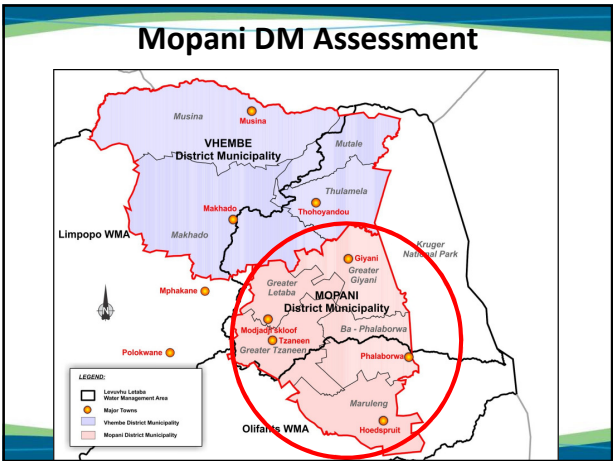 Mopani DM Assessment
Musina
Musina
VHEMBE
District Municipality
Mutale
Thulamela
Makhado
Thohoyandou
Limpopo WMA
Makhado
Kruger
National Park
Giyani
Greater
Giyani
Mphakane
Greater
Letaba
MOPANI
District Municipality
Modjadji skloof
Ba - Phalaborwa
Tzaneen
Greater Tzaneen
Polokwane
Phalaborwa
LEGEND:
Levuvhu Letaba
Water Management Area
Major Towns
Vhembe District Municipality
Mopani District Municipality
Maruleng
Hoedspruit
Olifants WMA
N